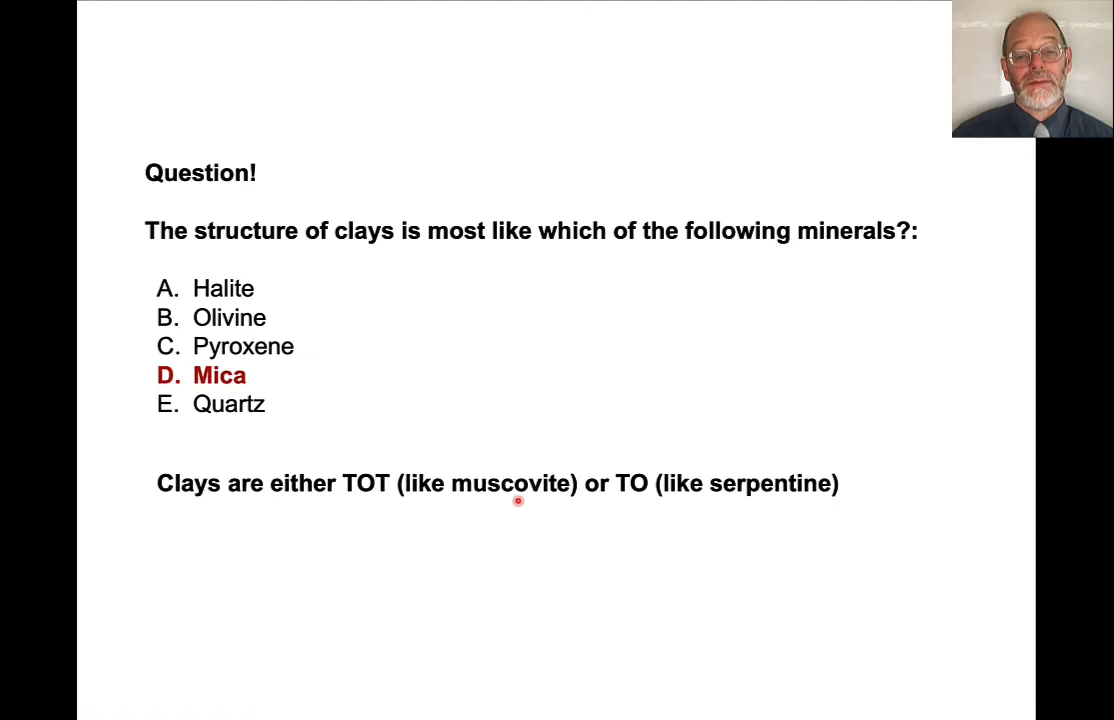 Question!
The structure of clays is most like which of the following minerals?:
A. Halite
B. Olivine
C. Pyroxene
D. Mica
E. Quartz
Clays are either TOT (like muscovite) or TO (like serpentine)